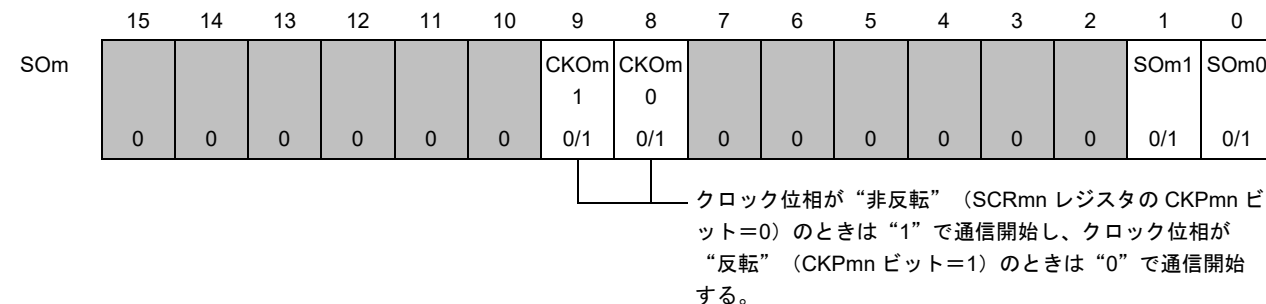 15 14 13 12 11 10 9 8 7 6 5 4 3 2 1 0
SOm CKOm1 CKOm0 SOm1 SOm0
0 0 0 0 0 0 0/1 0/1 0 0 0 0 0 0 0/1 0/1
クロック位相が“非反転” （SCRmn レジスタの CKPmn ビ
ット＝0）のときは“1”で通信開始し、クロック位相が
“反転” （CKPmn ビット＝1）のときは“0”で通信開始
する。